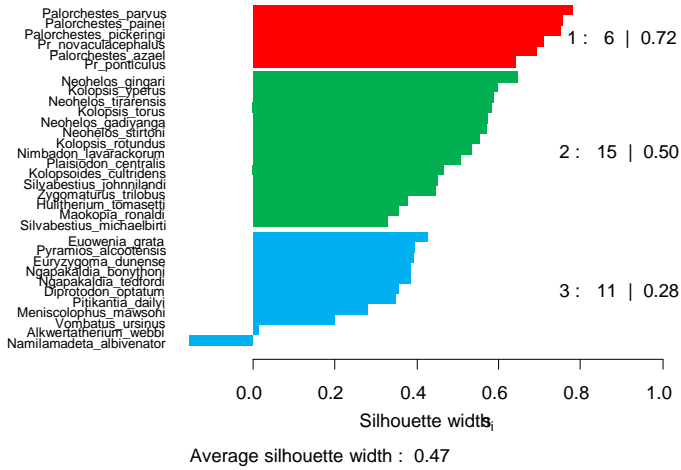 Palorchestes_parvus
Palorchestes_painei
Palorchestes_pickeringi
Pr_novaculacephalus
Palorchestes_azael
Pr_ponticulus
1 : 6 | 0.72
Neohelos_gingari
Kolopsis_yperus
Neohelos_tirarensis
Kolopsis_torus
Neohelos_gadiyanga
Neohelos_stirtoni
Kolopsis_rotundus
Nimbadon_lavarackorum
Plaisiodon_centralis
Kolopsoides_cultridens
Silvabestius_johnnilandi
Zygomaturus_trilobus
Hulitherium_tomasetti
Maokopia_ronaldi
Silvabestius_michaelbirti
2 : 15 | 0.50
Euowenia_grata
Pyramios_alcootensis
Euryzygoma_dunense
Ngapakaldia_bonythoni
Ngapakaldia_tedfordi
Diprotodon_optatum
Pitikantia_dailyi
Meniscolophus_mawsoni
Vombatus_ursinus
Alkwertatherium_webbi
Namilamadeta_albivenator
3 : 11 | 0.28
0.0 0.2 0.4 0.6 0.8 1.0
Silhouette width si
Average silhouette width : 0.47